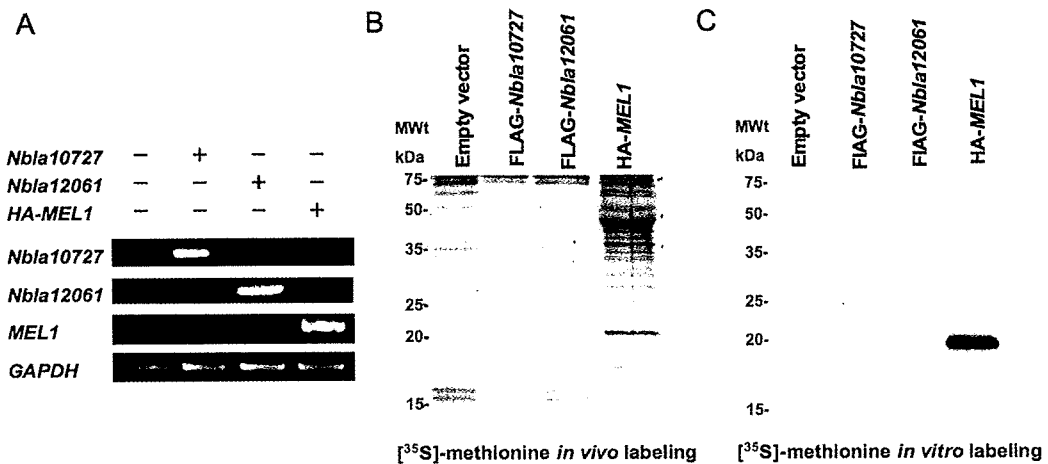 A
Nbla10727 – + – –
Nbla12061 – – + –
HA-MEL1 – – – +
Nbla10727
Nbla12061
MEL1
GAPDH
B
Empty vector
FLAG-Nbla10727
FLAG-Nbla12061
HA-MEL1
MWt
kDa
75-
50-
35-
25-
20-
15-
[³⁵S]-methionine in vivo labeling
C
Empty vector
FlAG-Nbla10727
FlAG-Nbla12061
HA-MEL1
MWt
kDa
75-
50-
35-
25-
20-
15-
[³⁵S]-methionine in vitro labeling